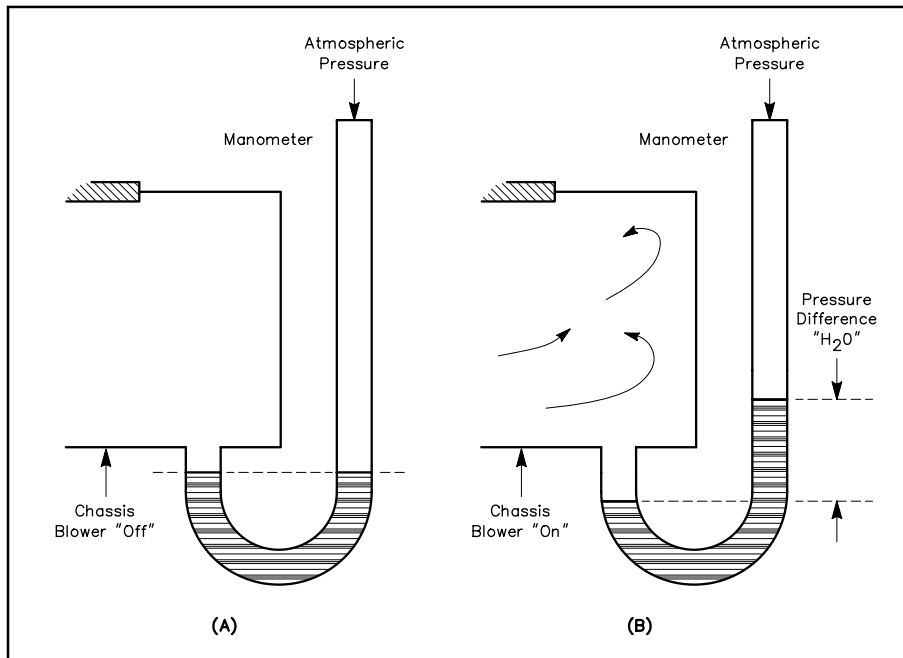 Atmospheric
Pressure
Manometer
Chassis
Blower "Off"
(A)
Atmospheric
Pressure
Manometer
Pressure
Difference
"H2O"
Chassis
Blower "On"
(B)